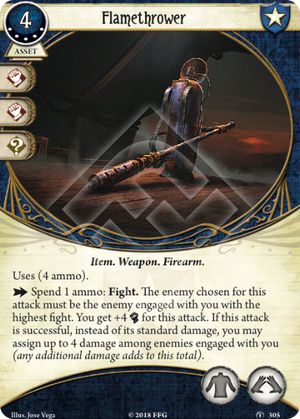 4
Flamethrower
ASSET
?
Item. Weapon. Firearm.
Uses (4 ammo).
Spend 1 ammo: Fight. The enemy chosen for this
attack must be the enemy engaged with you with the
highest fight. You get +4 for this attack. If this attack
is successful, instead of its standard damage, you may
assign up to 4 damage among enemies engaged with you
(any additional damage adds to this total).
Illus. Jose Vega
© 2018 FFG
305